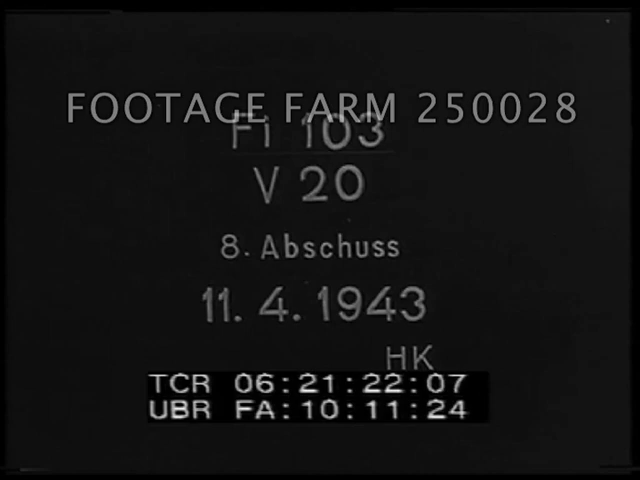 FOOTAGE FARM 250028
Fi 103
V 20
8. Abschuss
11. 4. 1943
HK
TCR 06:21:22:07
UBR FA:10:11:24